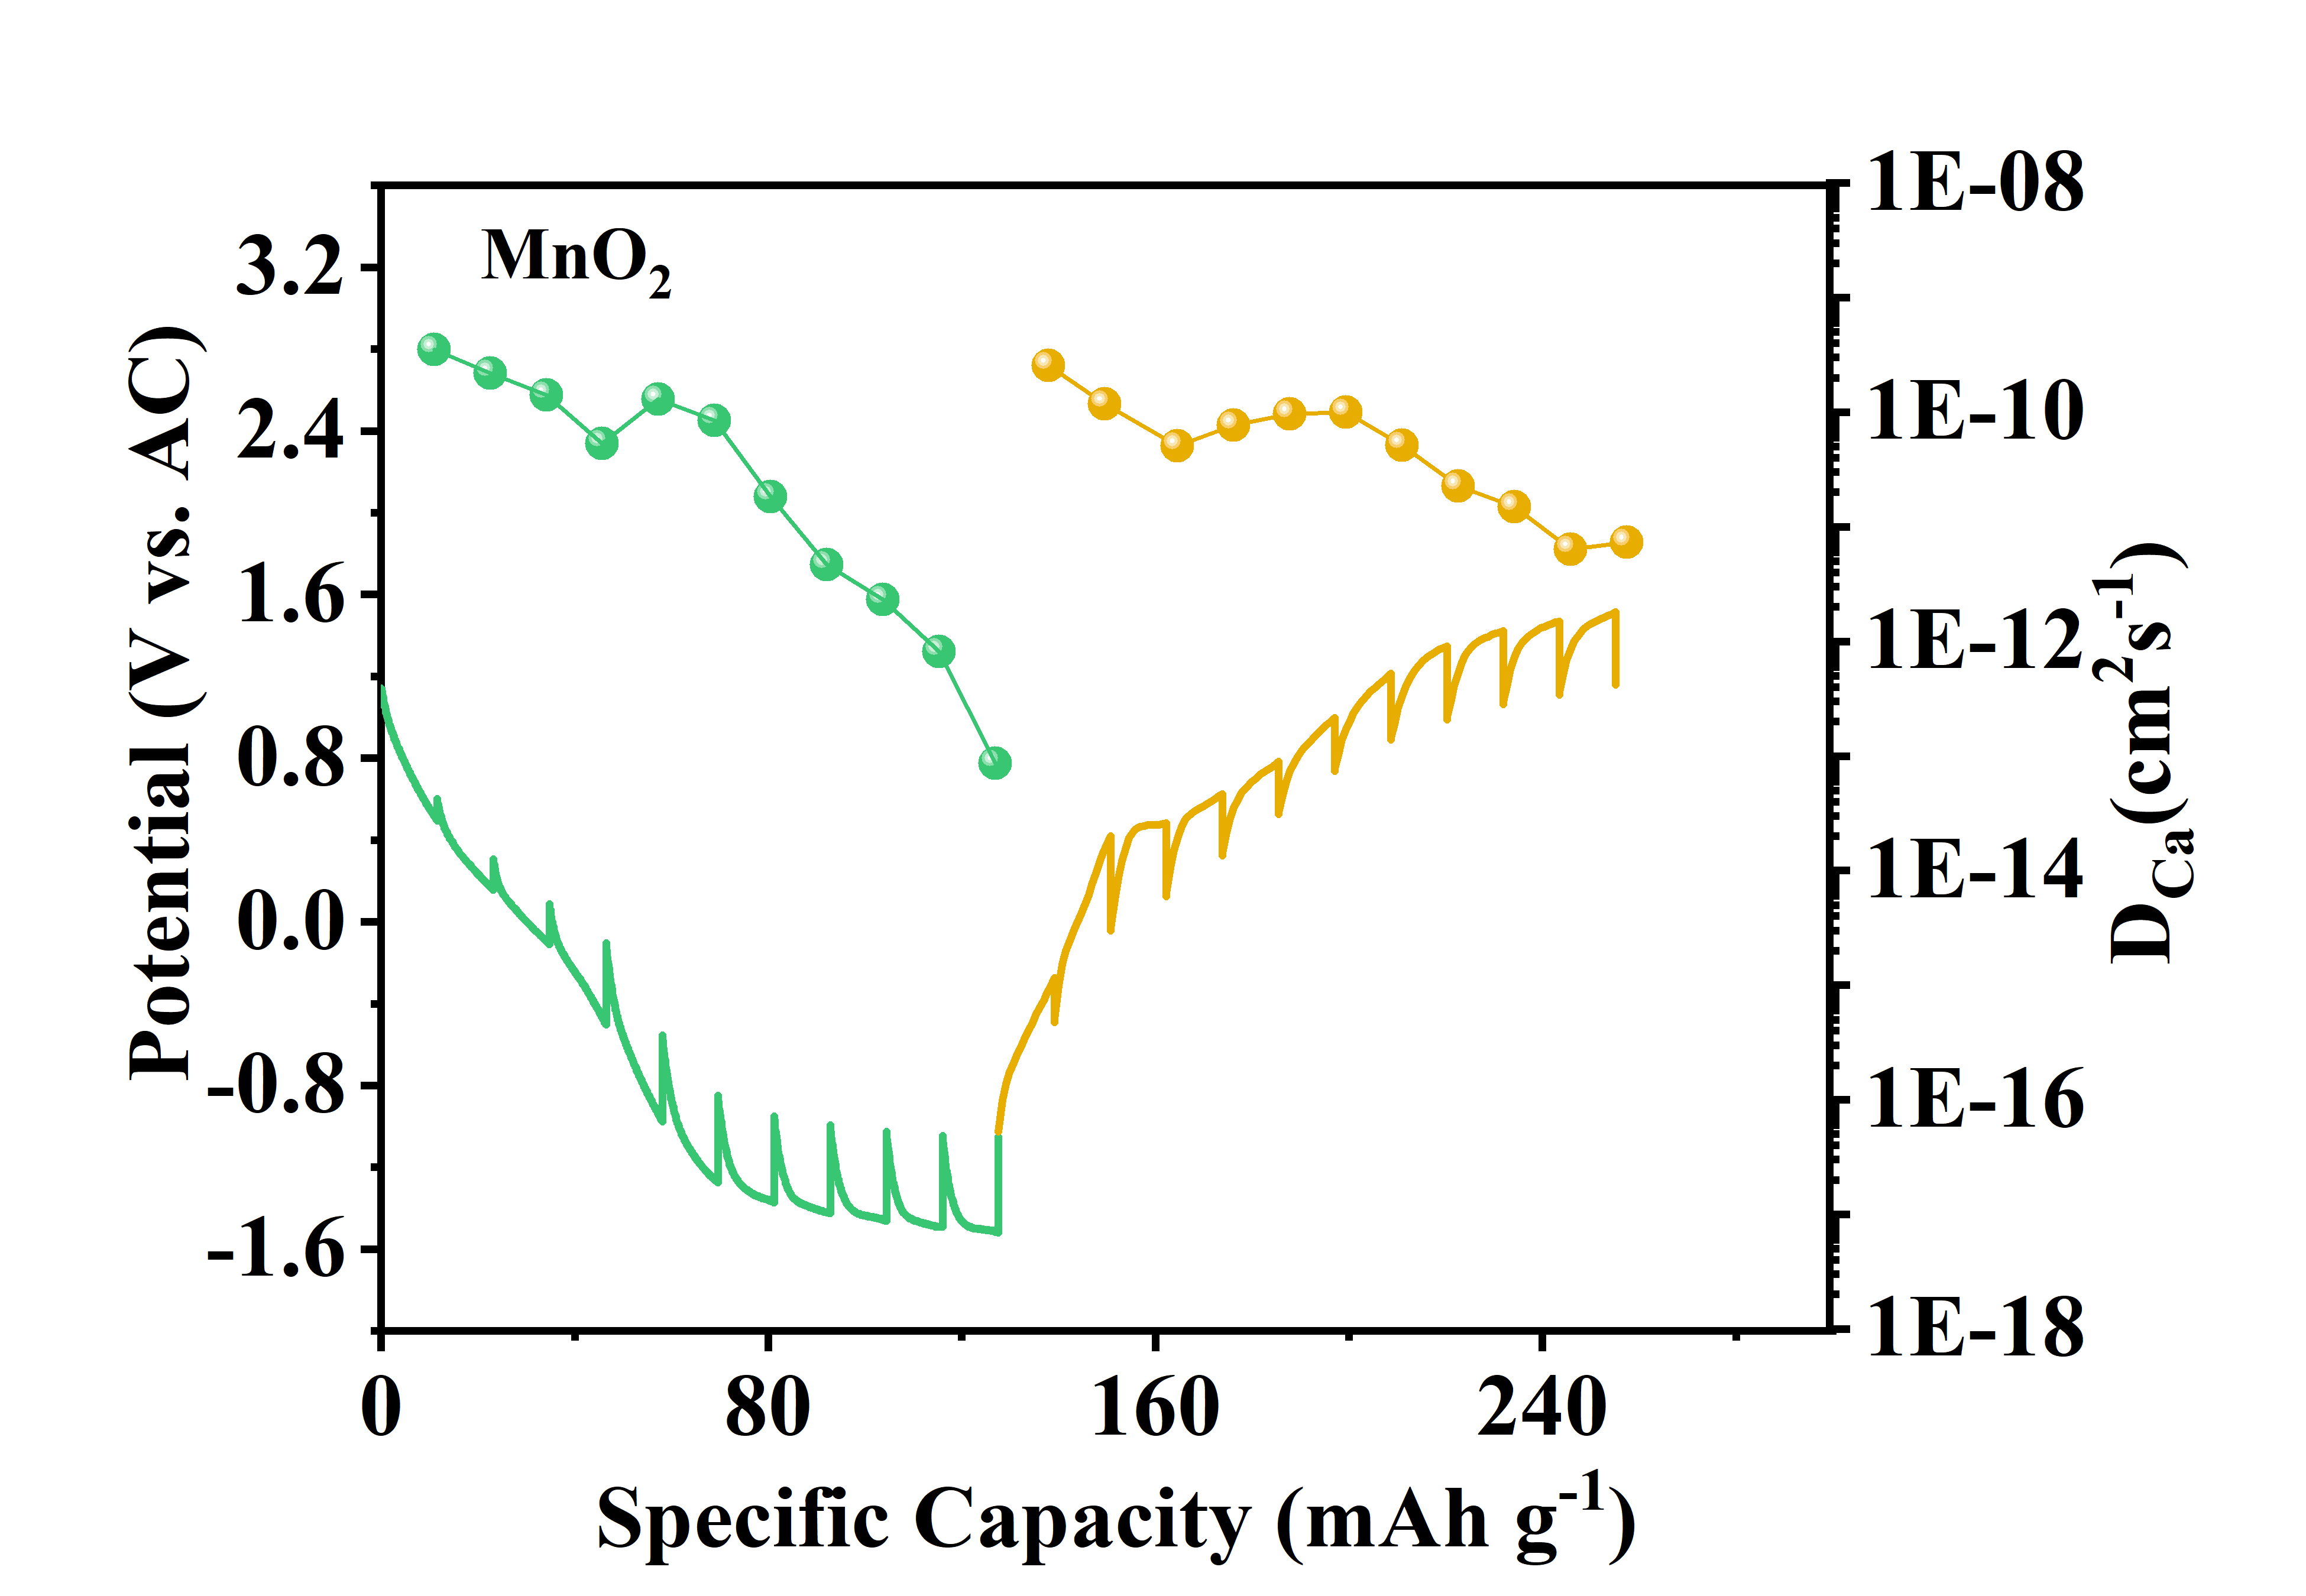 MnO₂
Potential (V vs. AC)
3.2
2.4
1.6
0.8
0.0
-0.8
-1.6
1E-08
1E-10
1E-12
1E-14
1E-16
1E-18
D_Ca(cm²s⁻¹)
0 80 160 240
Specific Capacity (mAh g⁻¹)